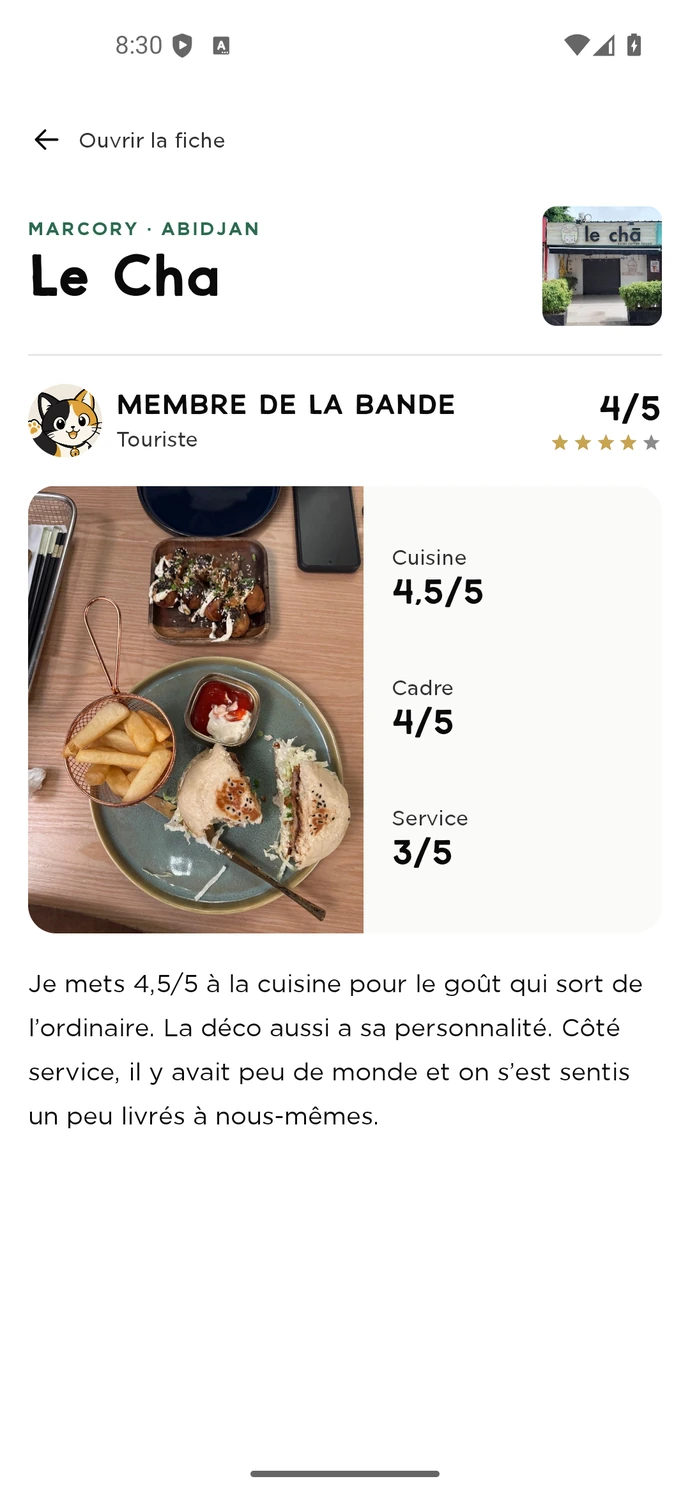 8:30
A
Ouvrir la fiche
MARCORY · ABIDJAN
Le Cha
le chā
MEMBRE DE LA BANDE
4/5
Touriste
Cuisine
4,5/5
Cadre
4/5
Service
3/5
Je mets 4,5/5 à la cuisine pour le goût qui sort de
l’ordinaire. La déco aussi a sa personnalité. Côté
service, il y avait peu de monde et on s’est sentis
un peu livrés à nous-mêmes.